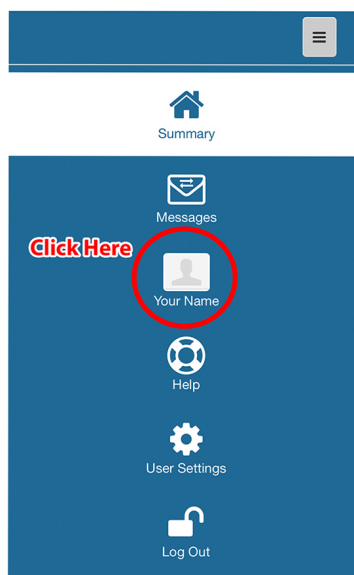 Summary
Messages
Click Here
Your Name
Help
User Settings
Log Out